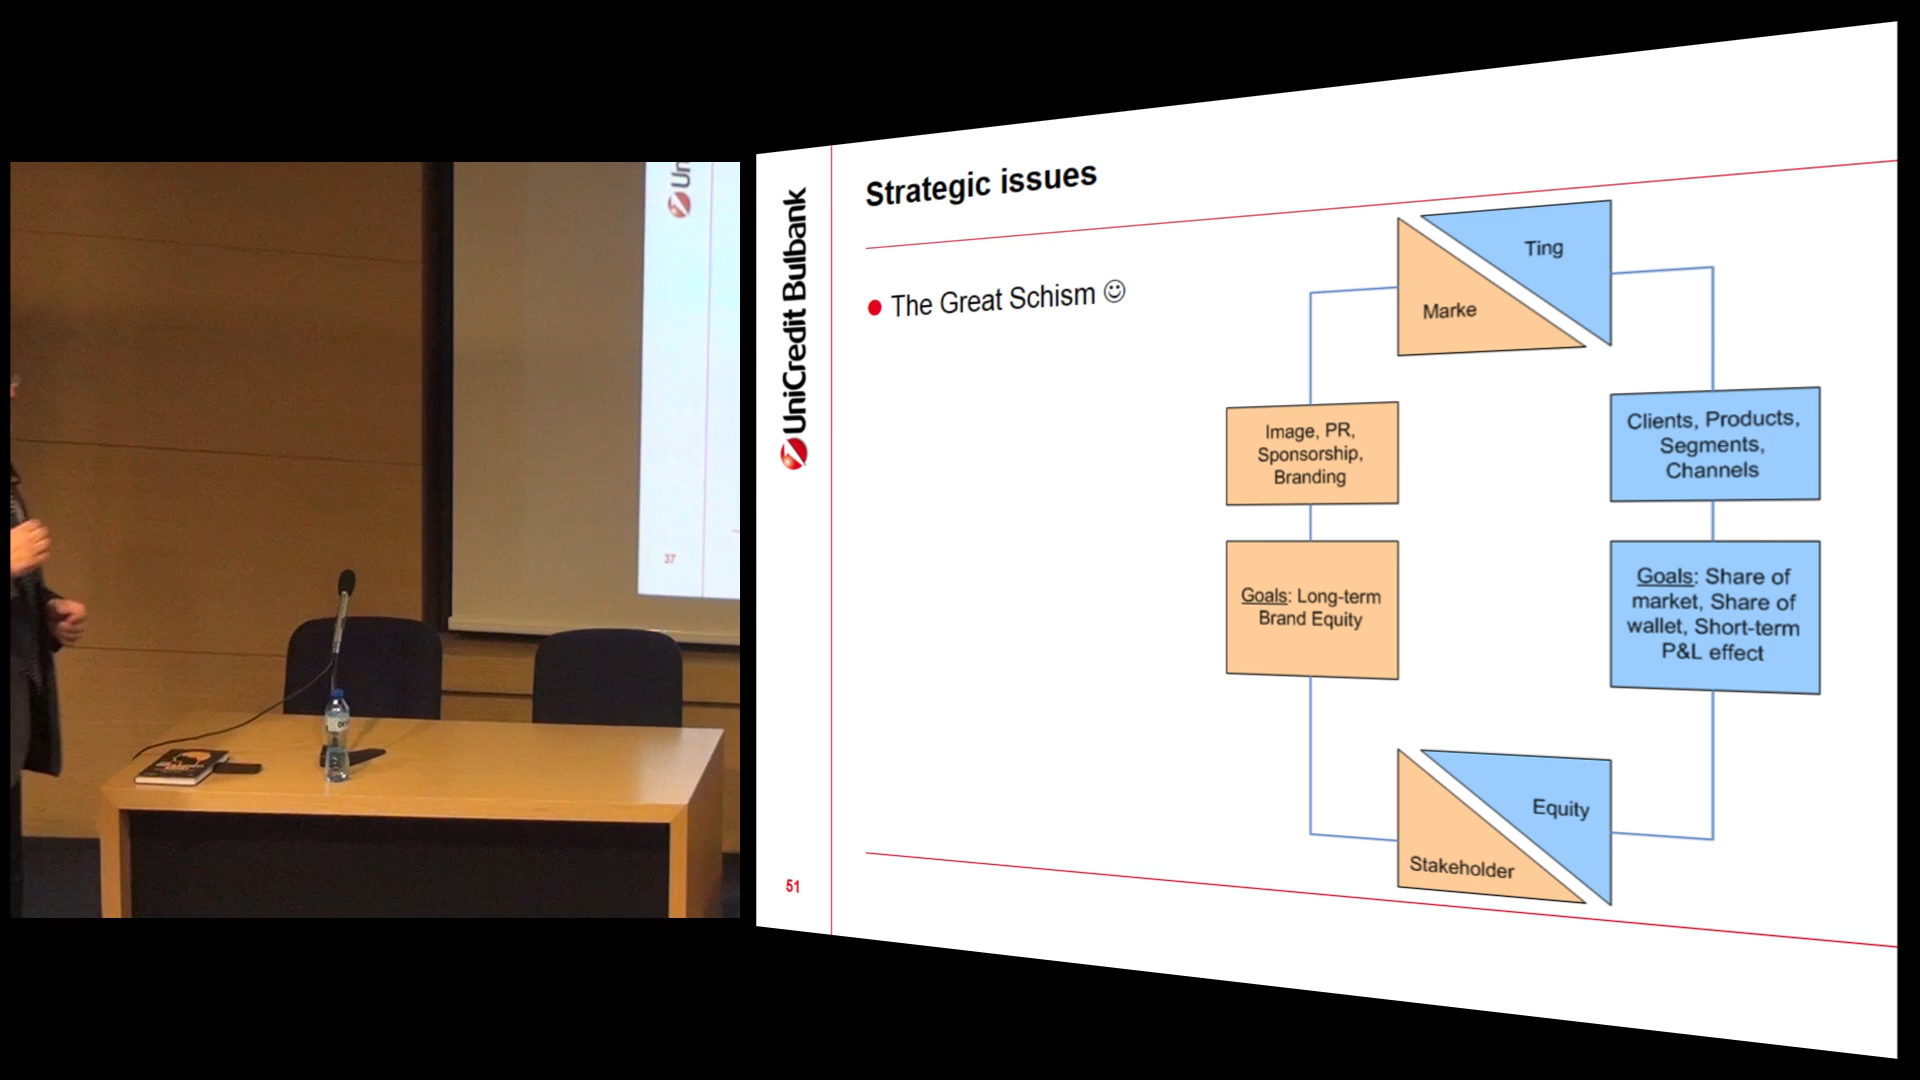 Un
37
UniCredit Bulbank
Strategic issues
The Great Schism ☺
Marke
Ting
Image, PR,
Sponsorship,
Branding
Clients, Products,
Segments,
Channels
Goals: Long-term
Brand Equity
Goals: Share of
market, Share of
wallet, Short-term
P&L effect
Stakeholder
Equity
51